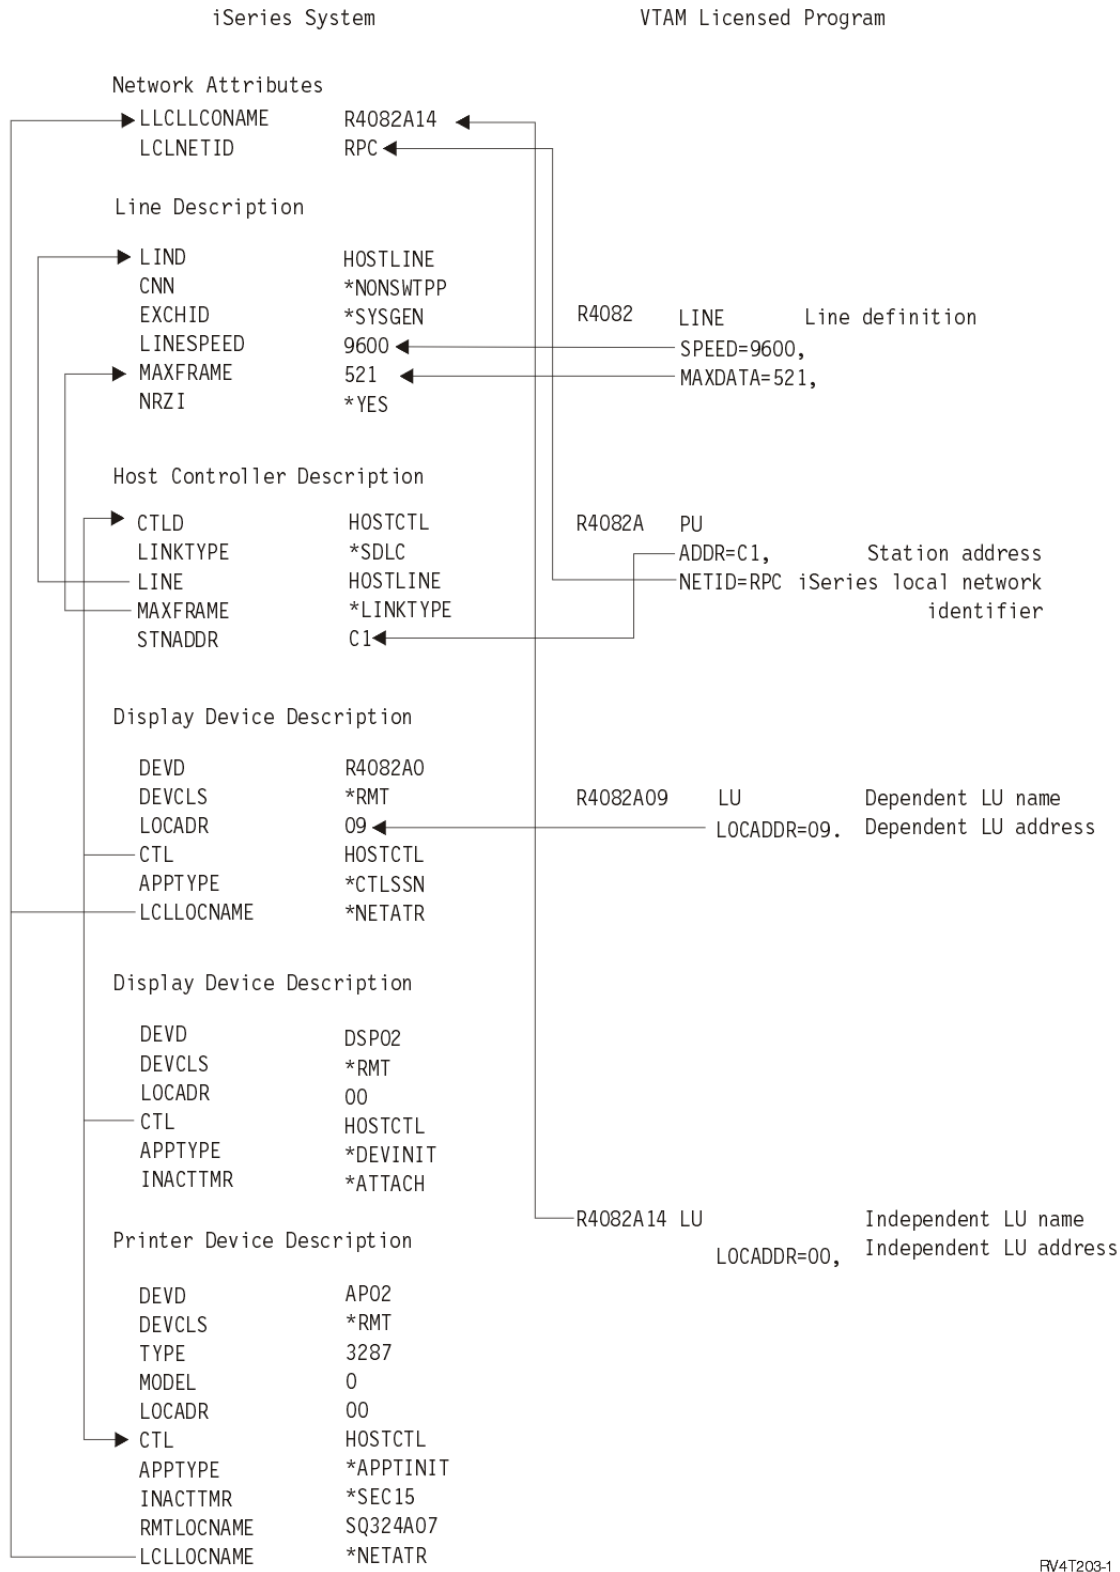 iSeries System VTAM Licensed Program
Network Attributes
LLCLLCONAME R4082A14
LCLNETID RPC
Line Description
LIND HOSTLINE
CNN *NONSWTPP
EXCHID *SYSGEN R4082 LINE Line definition
LINESPEED 9600 SPEED=9600,
MAXFRAME 521 MAXDATA=521,
NRZI *YES
Host Controller Description
CTLD HOSTCTL R4082A PU
LINKTYPE *SDLC ADDR=C1, Station address
LINE HOSTLINE NETID=RPC iSeries local network
MAXFRAME *LINKTYPE identifier
STNADDR C1
Display Device Description
DEVD R4082A0
DEVCLS *RMT R4082A09 LU Dependent LU name
LOCADR 09 LOCADDR=09. Dependent LU address
CTL HOSTCTL
APPTYPE *CTLSSN
LCLLOCNAME *NETATR
Display Device Description
DEVD DSP02
DEVCLS *RMT
LOCADR 00
CTL HOSTCTL
APPTYPE *DEVINIT
INACTTMR *ATTACH
R4082A14 LU Independent LU name
Printer Device Description LOCADDR=00, Independent LU address
DEVD AP02
DEVCLS *RMT
TYPE 3287
MODEL 0
LOCADR 00
CTL HOSTCTL
APPTYPE *APPTINIT
INACTTMR *SEC15
RMTLOCNAME SQ324A07
LCLLOCNAME *NETATR
RV4T203-1